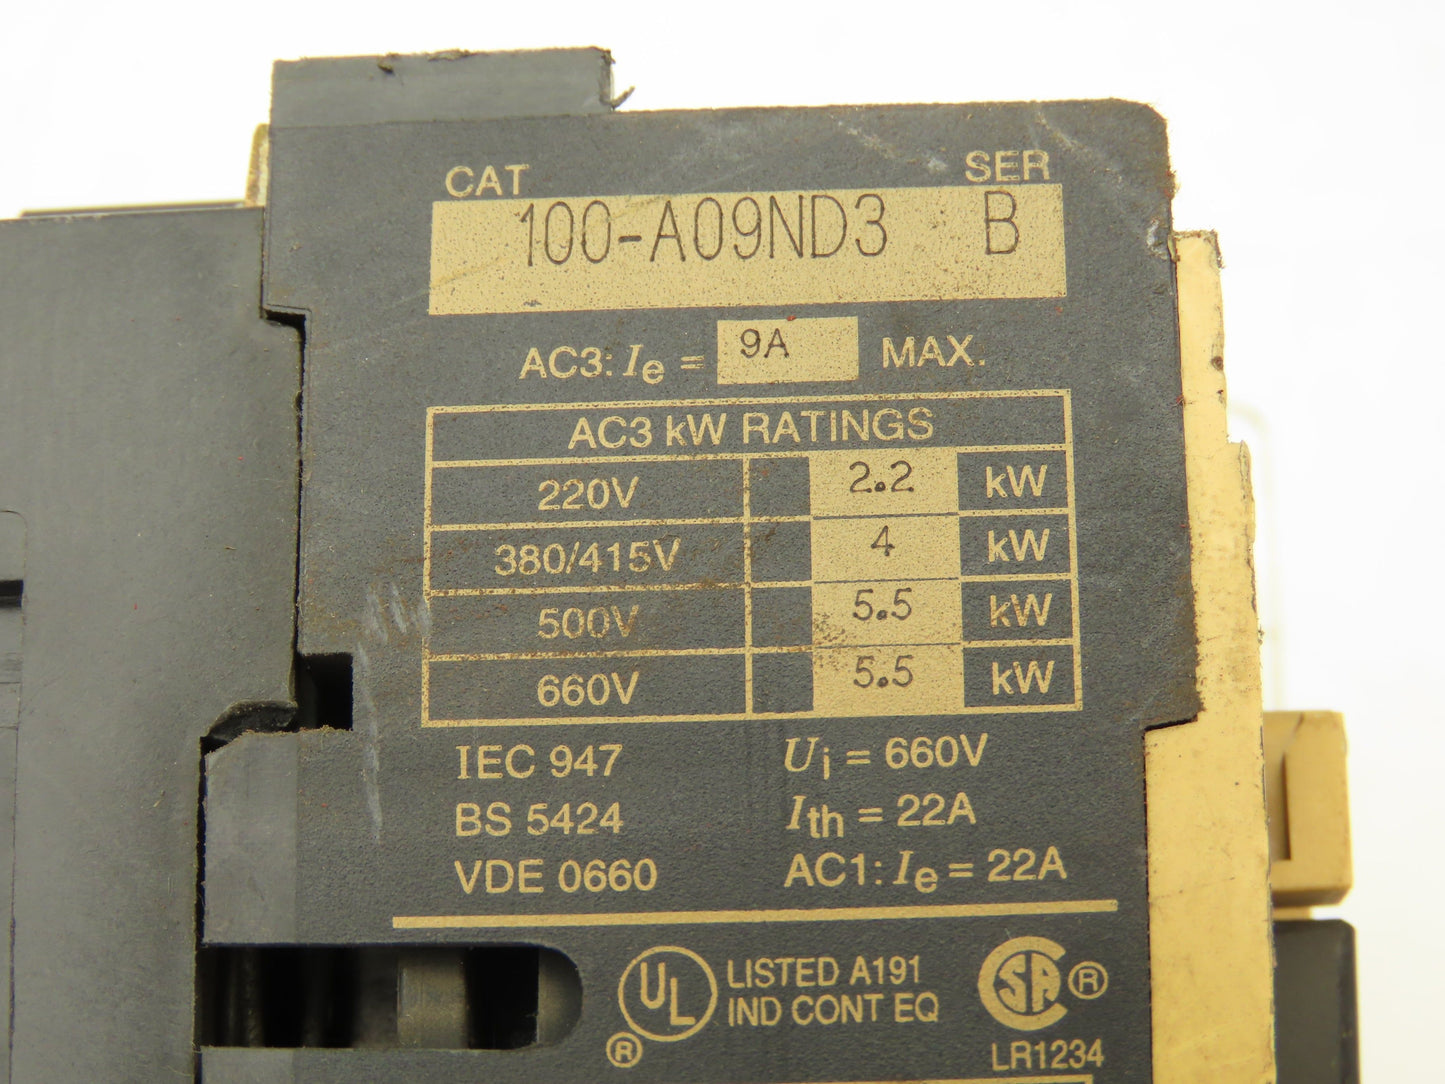 CAT SER
100-A09ND3 B
AC3: Ie = 9A MAX.
AC3 kW RATINGS
220V 2.2 kW
380/415V 4 kW
500V 5.5 kW
660V 5.5 kW
IEC 947 Ui = 660V
BS 5424 Ith = 22A
VDE 0660 AC1: Ie = 22A
UL LISTED A191 SA ®
® IND CONT EQ
LR1234